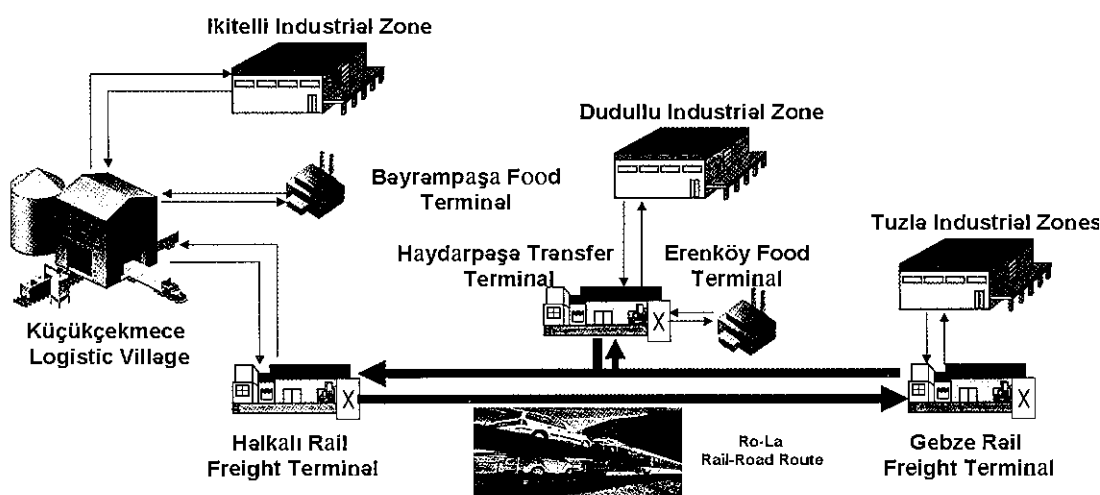 Ikitelli Industrial Zone
Dudullu Industrial Zone
Bayrampaşa Food
Terminal
Tuzla Industrial Zones
Haydarpaşa Transfer
Terminal
Erenköy Food
Terminal
X
Küçükçekmece
Logistic Village
X
X
Halkalı Rail
Freight Terminal
Ro-La
Rail-Road Route
Gebze Rail
Freight Terminal